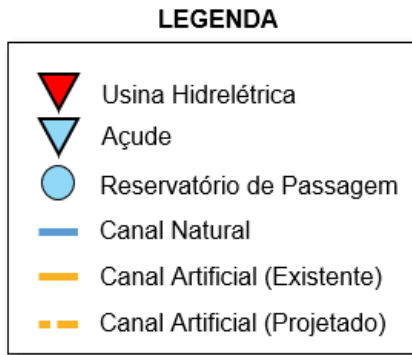 LEGENDA
Usina Hidrelétrica
Açude
Reservatório de Passagem
Canal Natural
Canal Artificial (Existente)
Canal Artificial (Projetado)